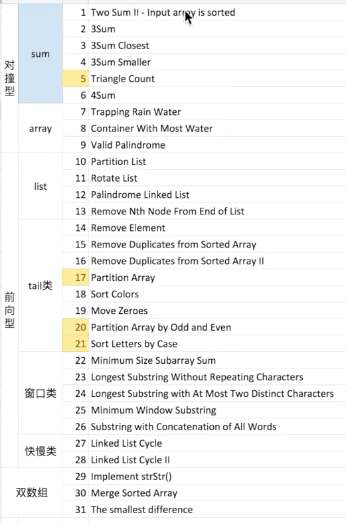 对撞型
sum
1 Two Sum II - Input array is sorted
2 3Sum
3 3Sum Closest
4 3Sum Smaller
5 Triangle Count
6 4Sum
array
7 Trapping Rain Water
8 Container With Most Water
9 Valid Palindrome
前向型
list
10 Partition List
11 Rotate List
12 Palindrome Linked List
13 Remove Nth Node From End of List
tail类
14 Remove Element
15 Remove Duplicates from Sorted Array
16 Remove Duplicates from Sorted Array II
17 Partition Array
18 Sort Colors
19 Move Zeroes
20 Partition Array by Odd and Even
21 Sort Letters by Case
窗口类
22 Minimum Size Subarray Sum
23 Longest Substring Without Repeating Characters
24 Longest Substring with At Most Two Distinct Characters
25 Minimum Window Substring
26 Substring with Concatenation of All Words
快慢类
27 Linked List Cycle
28 Linked List Cycle II
双数组
29 Implement strStr()
30 Merge Sorted Array
31 The smallest difference